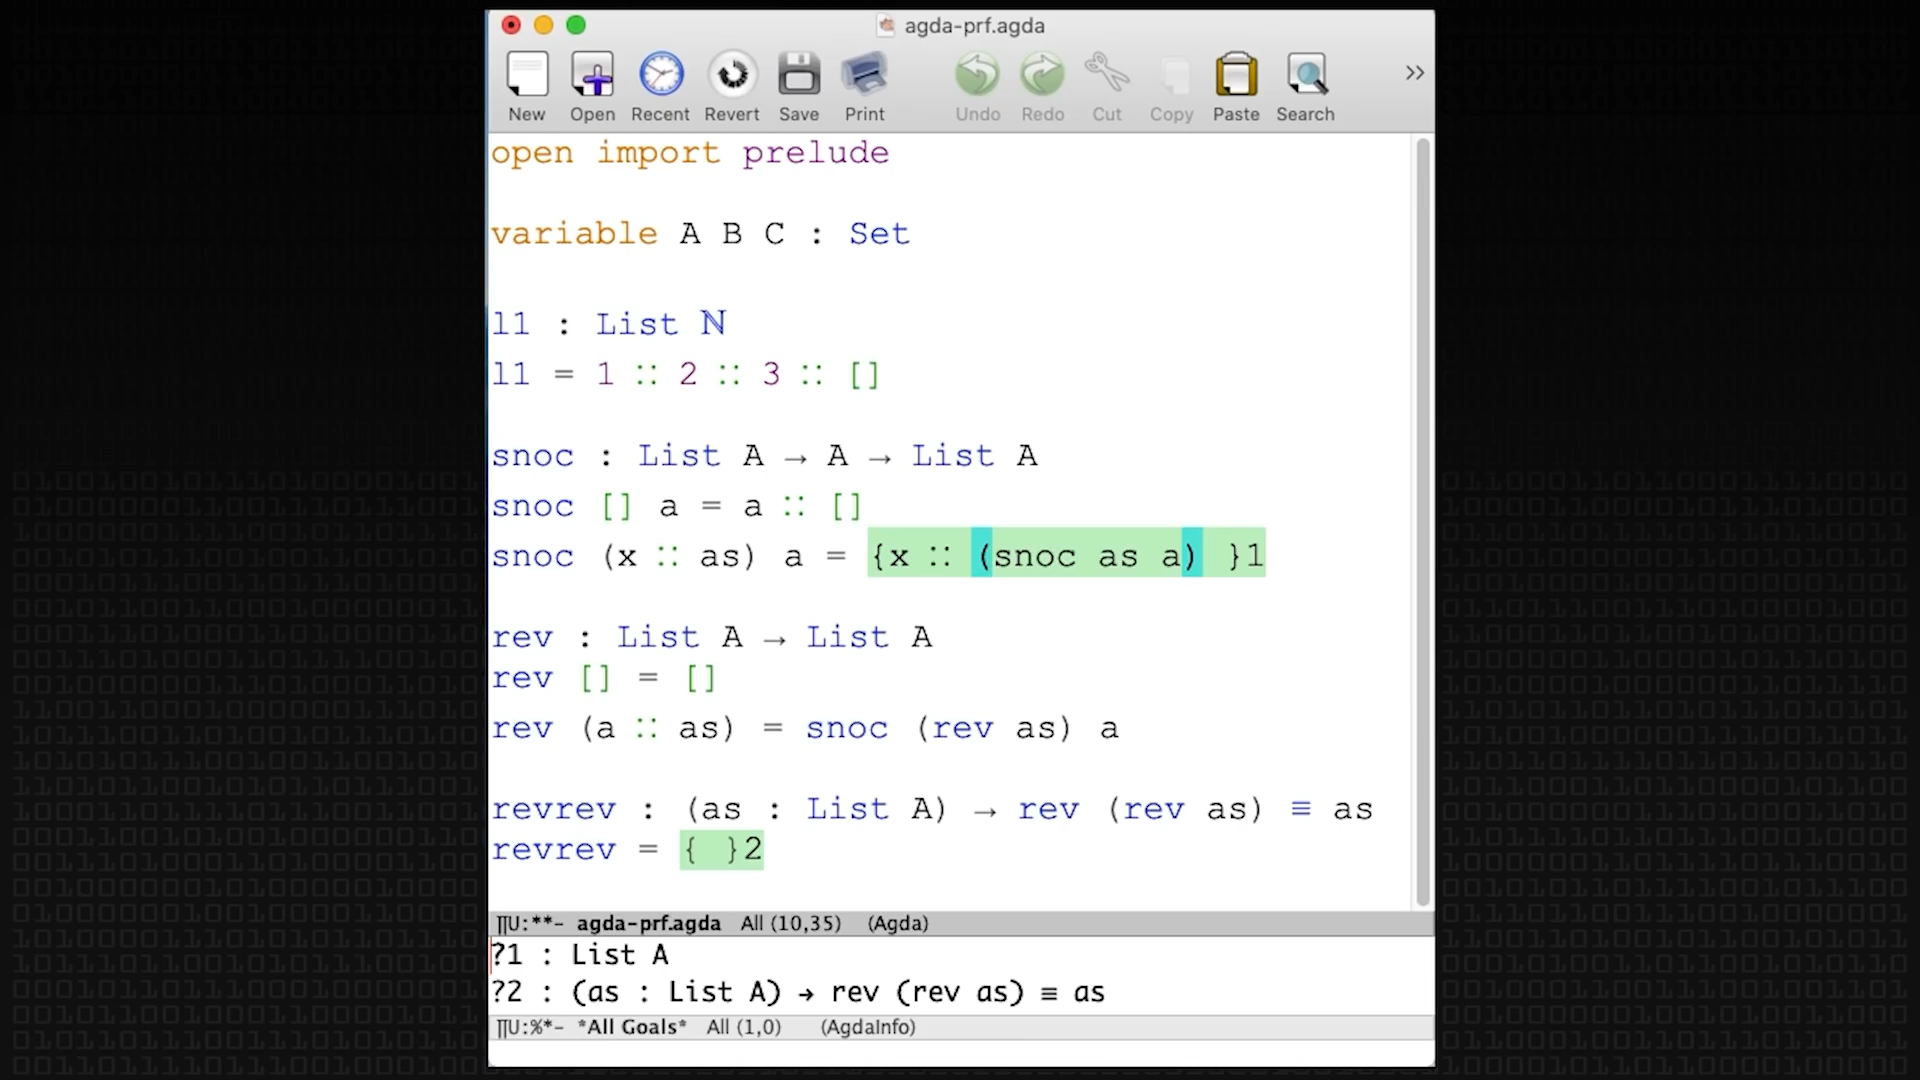 agda-prf.agda
New Open Recent Revert Save Print Undo Redo Cut Copy Paste Search
open import prelude
variable A B C : Set
l1 : List ℕ
l1 = 1 ∷ 2 ∷ 3 ∷ []
snoc : List A → A → List A
snoc [] a = a ∷ []
snoc (x ∷ as) a = {x ∷ (snoc as a) }1
rev : List A → List A
rev [] = []
rev (a ∷ as) = snoc (rev as) a
revrev : (as : List A) → rev (rev as) ≡ as
revrev = { }2
∏U:**- agda-prf.agda All (10,35) (Agda)
?1 : List A
?2 : (as : List A) → rev (rev as) ≡ as
∏U:%*- *All Goals* All (1,0) (AgdaInfo)